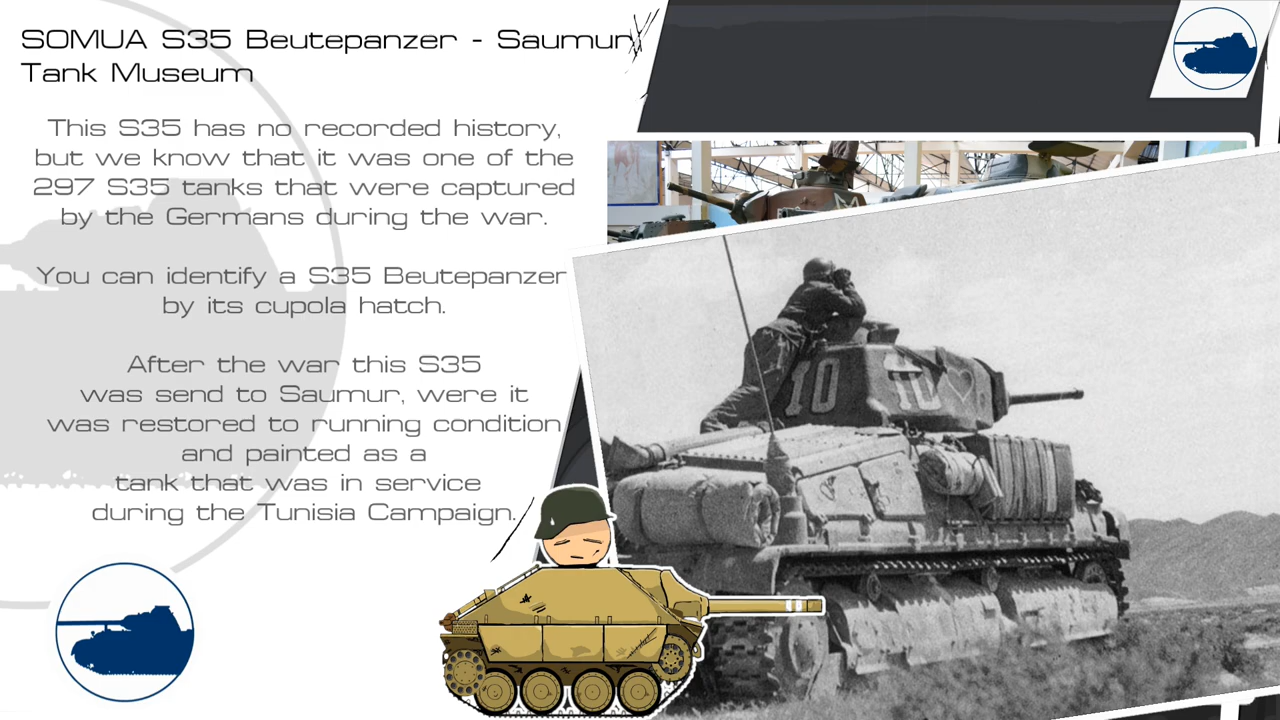 SOMUA S35 Beutepanzer - Saumur
Tank Museum
This S35 has no recorded history,
but we know that it was one of the
297 S35 tanks that were captured
by the Germans during the war.
You can identify a S35 Beutepanzer
by its cupola hatch.
After the war this S35
was send to Saumur, were it
was restored to running condition
and painted as a
tank that was in service
during the Tunisia Campaign.
10
10